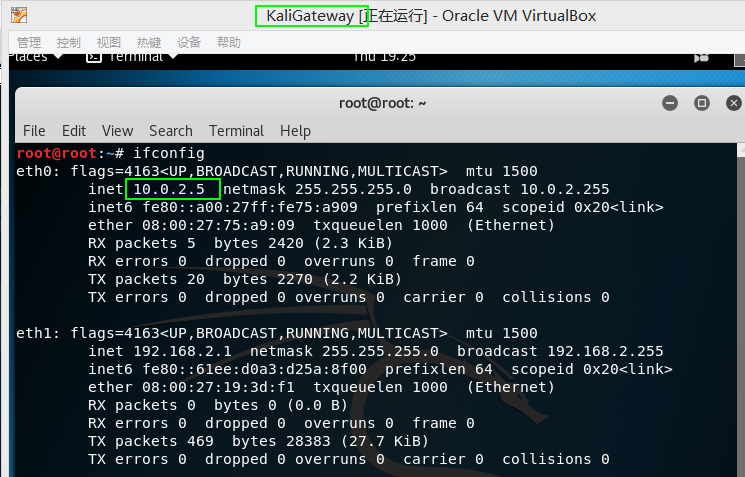 KaliGateway [正在运行] - Oracle VM VirtualBox
管理 控制 视图 热键 设备 帮助
Places Terminal Thu 19:25
root@root: ~
File Edit View Search Terminal Help
root@root:~# ifconfig
eth0: flags=4163<UP,BROADCAST,RUNNING,MULTICAST> mtu 1500
inet 10.0.2.5 netmask 255.255.255.0 broadcast 10.0.2.255
inet6 fe80::a00:27ff:fe75:a909 prefixlen 64 scopeid 0x20<link>
ether 08:00:27:75:a9:09 txqueuelen 1000 (Ethernet)
RX packets 5 bytes 2420 (2.3 KiB)
RX errors 0 dropped 0 overruns 0 frame 0
TX packets 20 bytes 2270 (2.2 KiB)
TX errors 0 dropped 0 overruns 0 carrier 0 collisions 0
eth1: flags=4163<UP,BROADCAST,RUNNING,MULTICAST> mtu 1500
inet 192.168.2.1 netmask 255.255.255.0 broadcast 192.168.2.255
inet6 fe80::61ee:d0a3:d25a:8f00 prefixlen 64 scopeid 0x20<link>
ether 08:00:27:19:3d:f1 txqueuelen 1000 (Ethernet)
RX packets 0 bytes 0 (0.0 B)
RX errors 0 dropped 0 overruns 0 frame 0
TX packets 469 bytes 28383 (27.7 KiB)
TX errors 0 dropped 0 overruns 0 carrier 0 collisions 0